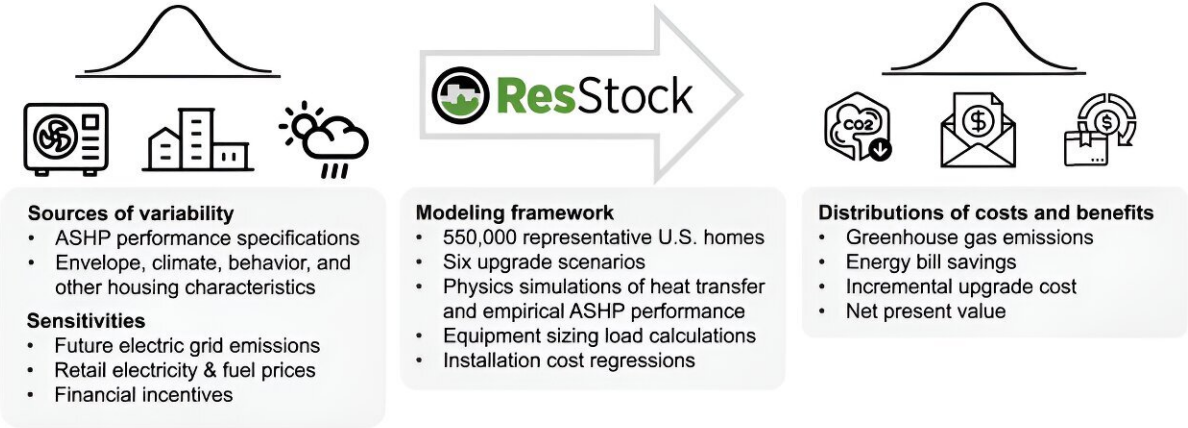 ResStock
CO2
$
$
Sources of variability
• ASHP performance specifications
• Envelope, climate, behavior, and
other housing characteristics
Sensitivities
• Future electric grid emissions
• Retail electricity & fuel prices
• Financial incentives
Modeling framework
• 550,000 representative U.S. homes
• Six upgrade scenarios
• Physics simulations of heat transfer
and empirical ASHP performance
• Equipment sizing load calculations
• Installation cost regressions
Distributions of costs and benefits
• Greenhouse gas emissions
• Energy bill savings
• Incremental upgrade cost
• Net present value